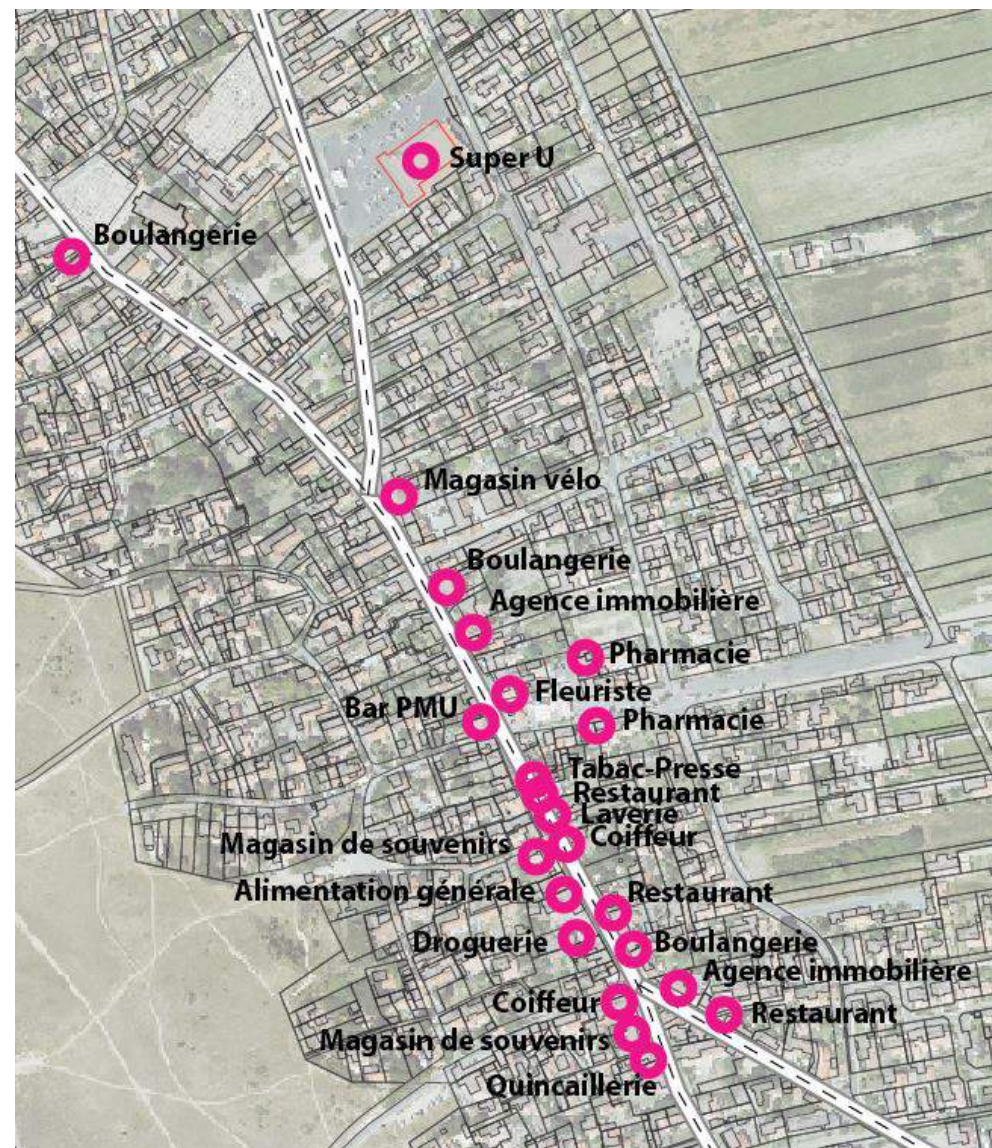 Super U
Boulangerie
Magasin vélo
Boulangerie
Agence immobilière
Pharmacie
Fleuriste
Bar PMU
Pharmacie
Tabac-Presse
Restaurant
Laverie
Coiffeur
Magasin de souvenirs
Alimentation générale
Restaurant
Droguerie
Boulangerie
Agence immobilière
Coiffeur
Restaurant
Magasin de souvenirs
Quincaillerie